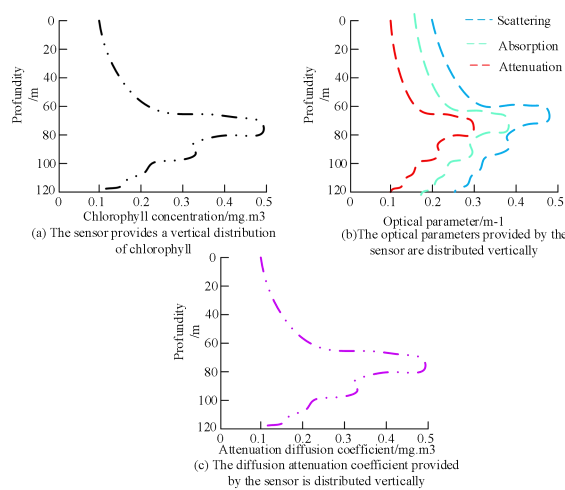 0
20
40
60
80
100
120
Profundity
/m
0
0.1
0.2
0.3
0.4
0.5
Chlorophyll concentration/mg.m3
(a) The sensor provides a vertical distribution
of chlorophyll
Scattering
Absorption
Attenuation
0
20
40
60
80
100
120
Profundity
/m
0
0.1
0.2
0.3
0.4
0.5
Optical parameter/m-1
(b)The optical parameters provided by the
sensor are distributed vertically
0
20
40
60
80
100
120
Profundity
/m
0
0.1
0.2
0.3
0.4
0.5
Attenuation diffusion coefficient/mg.m3
(c) The diffusion attenuation coefficient provided
by the sensor is distributed vertically